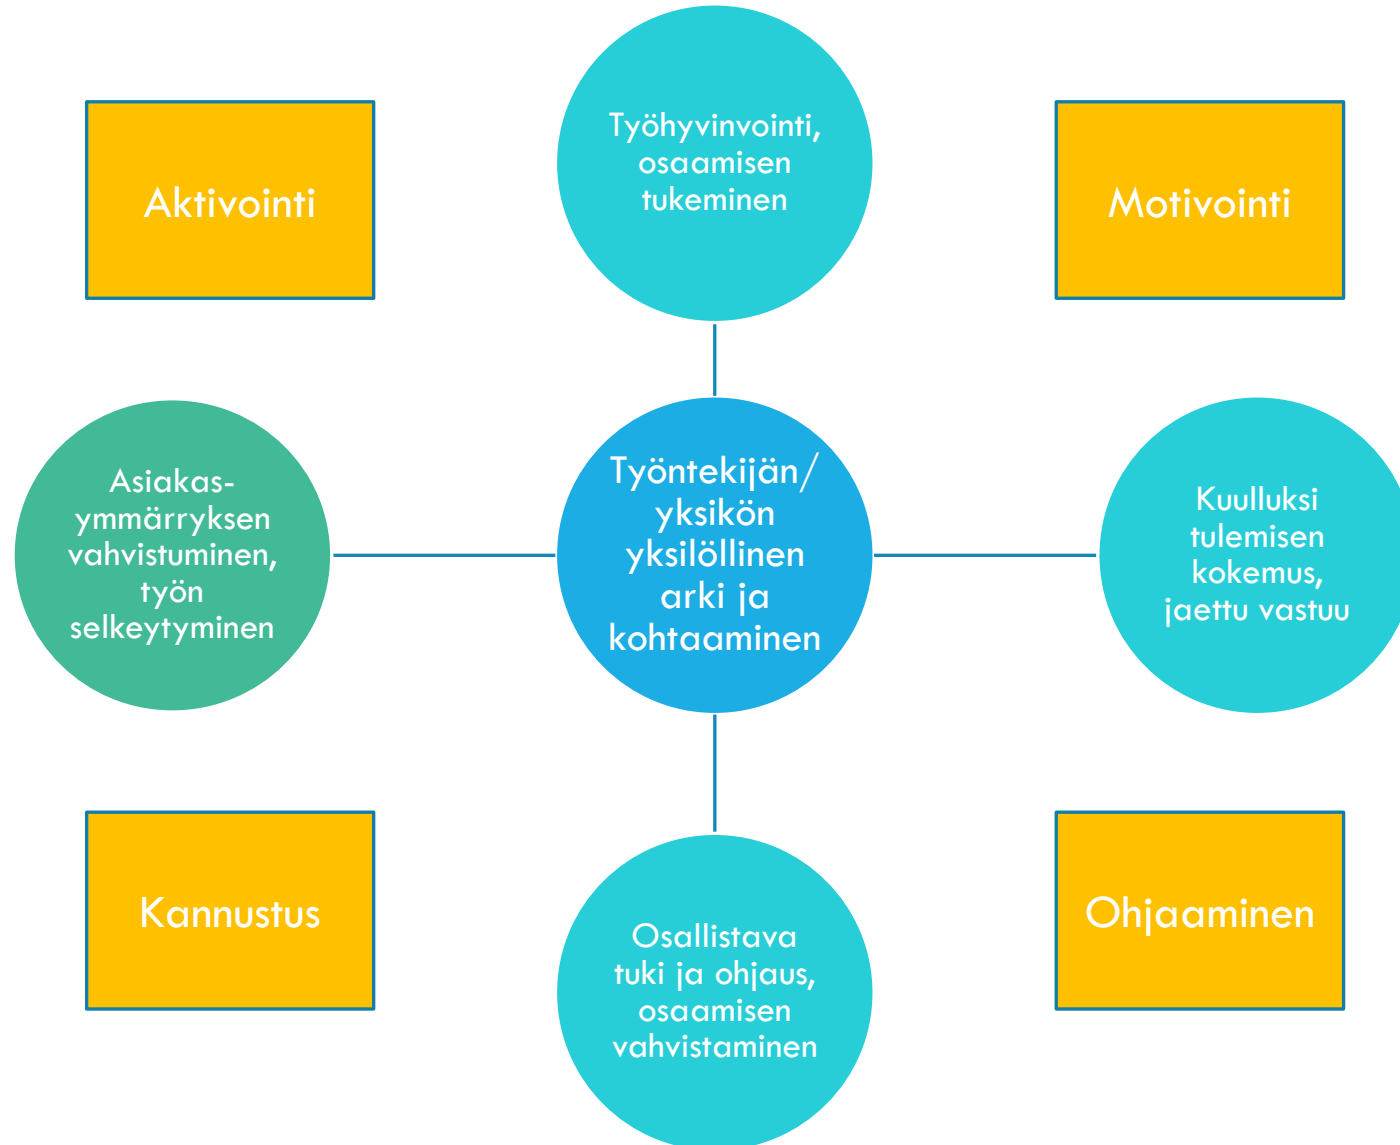 Työhyvinvointi,
osaamisen
tukeminen
Aktivointi
Motivointi
Asiakas-
ymmärryksen
vahvistuminen,
työn
selkeytyminen
Työntekijän/
yksikön
yksilöllinen
arki ja
kohtaaminen
Kuulluksi
tulemisen
kokemus,
jaettu vastuu
Kannustus
Ohjaaminen
Osallistava
tuki ja ohjaus,
osaamisen
vahvistaminen